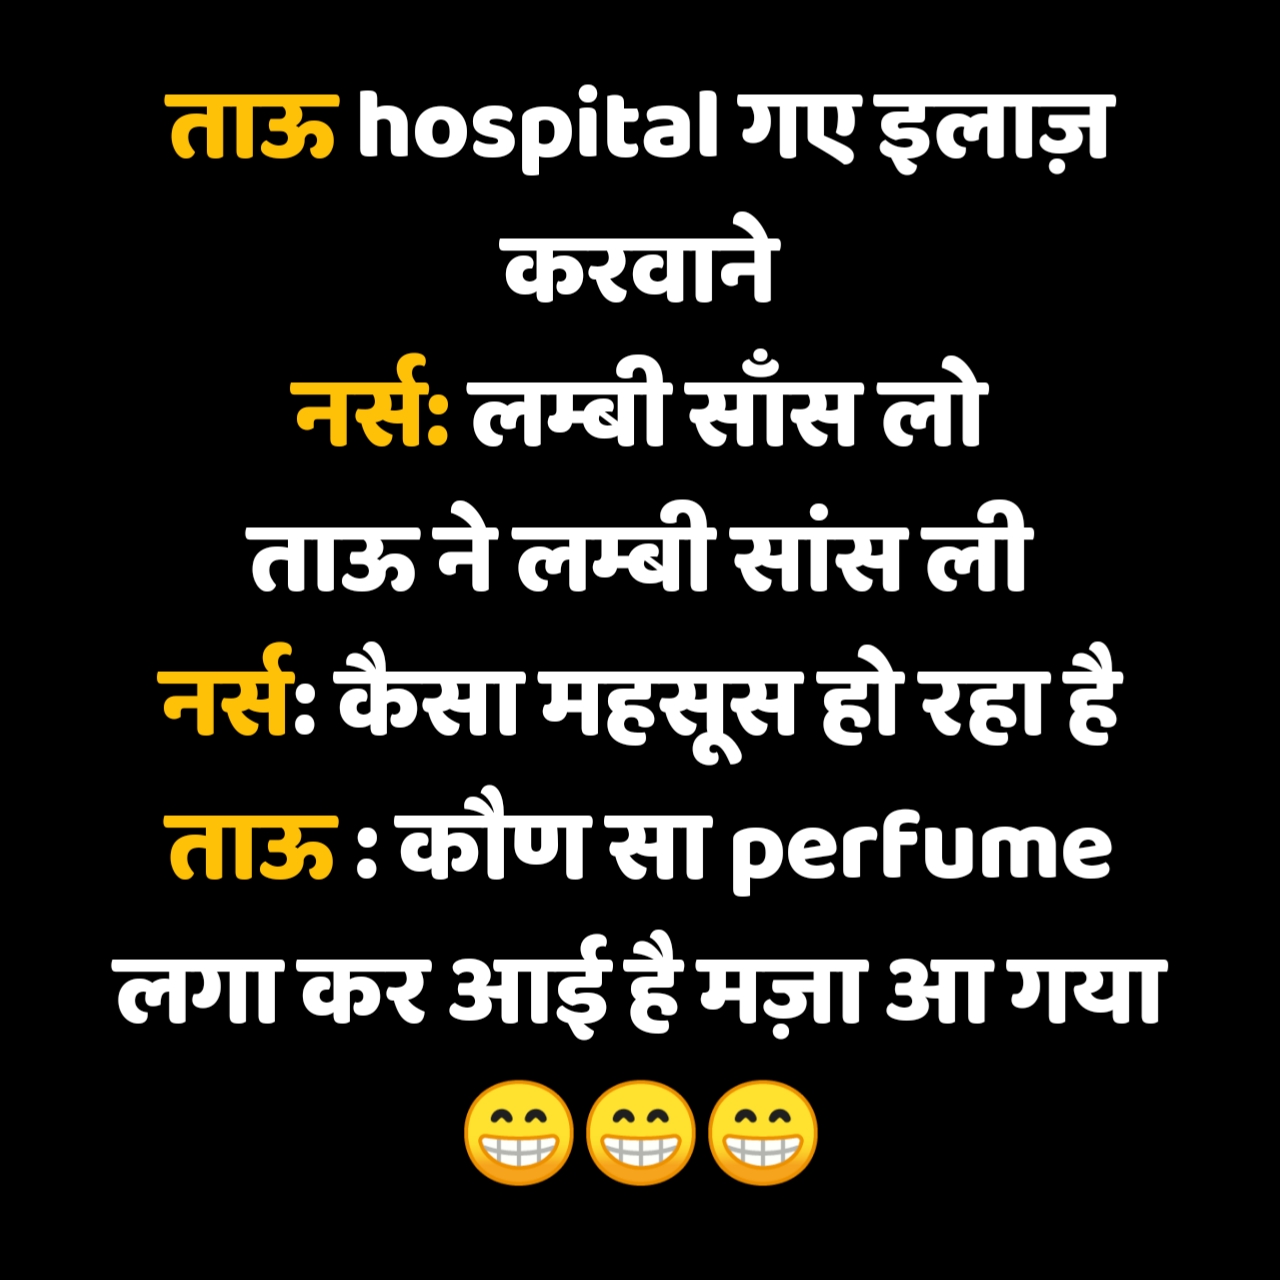 ताऊ hospital गए इलाज़
करवाने
नर्स: लम्बी साँस लो
ताऊ ने लम्बी सांस ली
नर्स: कैसा महसूस हो रहा है
ताऊ : कौण सा perfume
लगा कर आई है मज़ा आ गया
😁😁😁